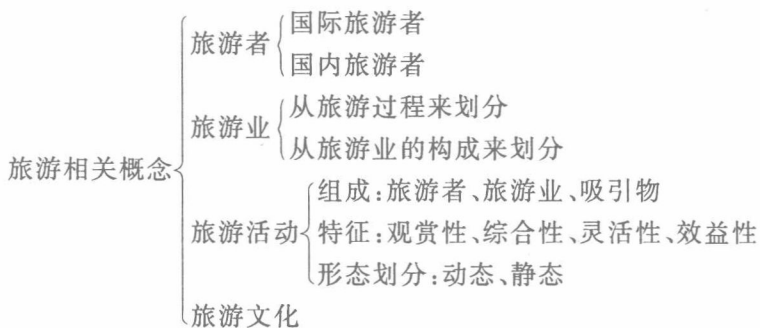 旅游相关概念
旅游者
国际旅游者
国内旅游者
旅游业
从旅游过程来划分
从旅游业的构成来划分
旅游活动
组成:旅游者、旅游业、吸引物
特征:观赏性、综合性、灵活性、效益性
形态划分:动态、静态
旅游文化